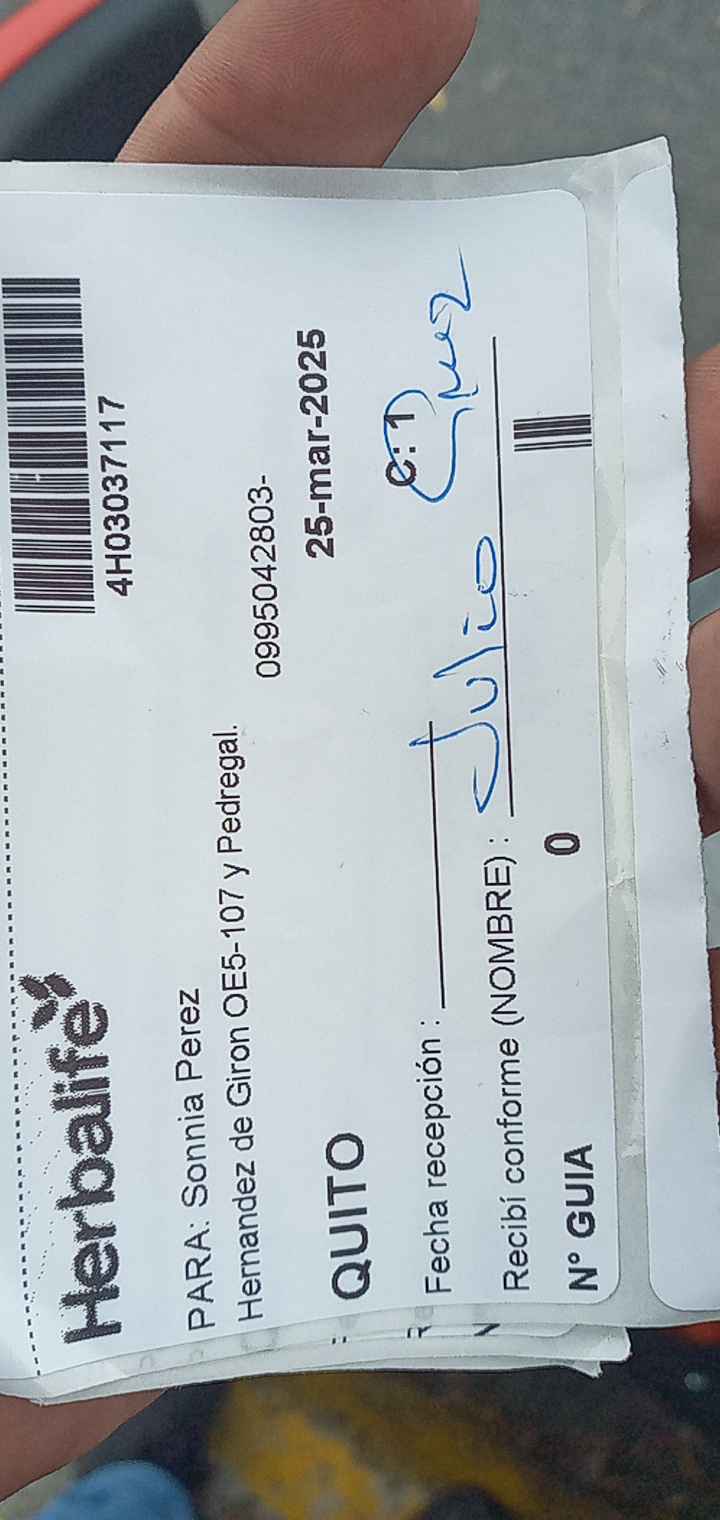 Herbalife
4H03037117
PARA: Sonnia Perez
Hernandez de Giron OE5-107 y Pedregal.
0995042803-
QUITO
25-mar-2025
Fecha recepción :
C: 1
Recibí conforme (NOMBRE) : Julio
N° GUIA
0